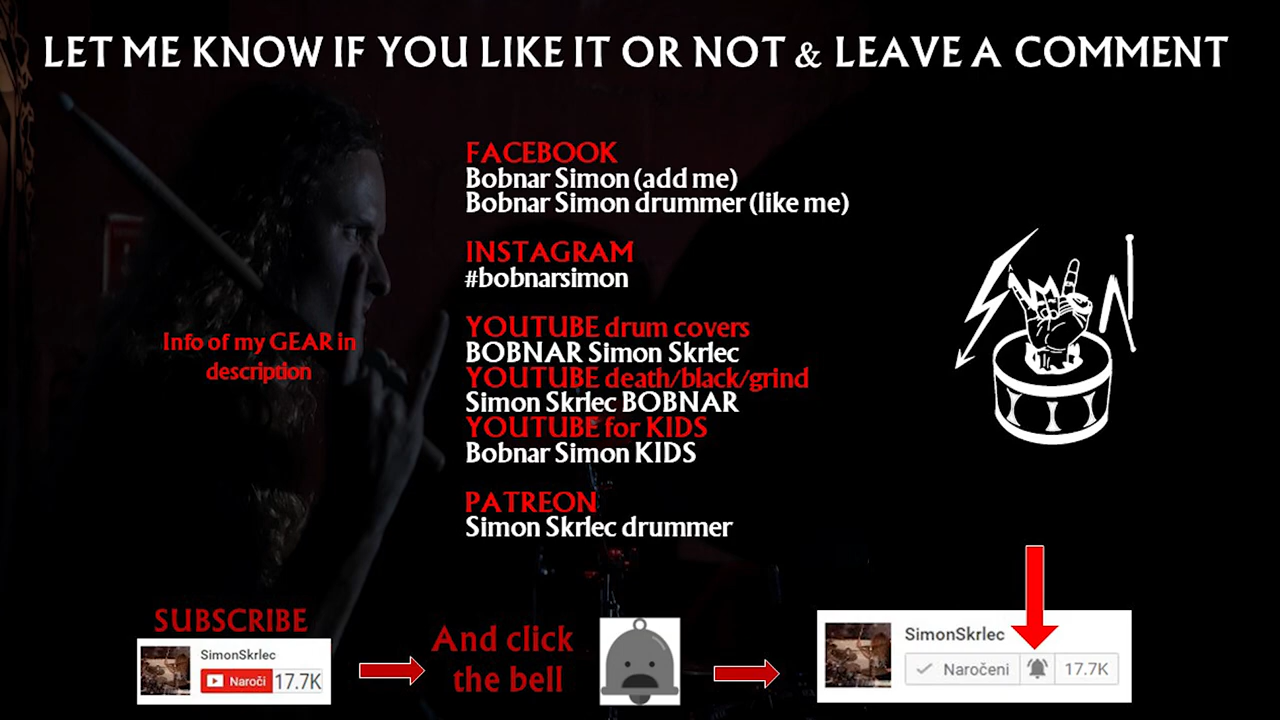 LET ME KNOW IF YOU LIKE IT OR NOT & LEAVE A COMMENT
FACEBOOK
Bobnar Simon (add me)
Bobnar Simon drummer (like me)
INSTAGRAM
#bobnarsimon
YOUTUBE drum covers
BOBNAR Simon Skrlec
YOUTUBE death/black/grind
Simon Skrlec BOBNAR
YOUTUBE for KIDS
Bobnar Simon KIDS
PATREON
Simon Skrlec drummer
Info of my GEAR in
description
SIMON
SUBSCRIBE
SimonSkrlec
Naroči 17.7K
And click
the bell
SimonSkrlec
Naročeni 17.7K